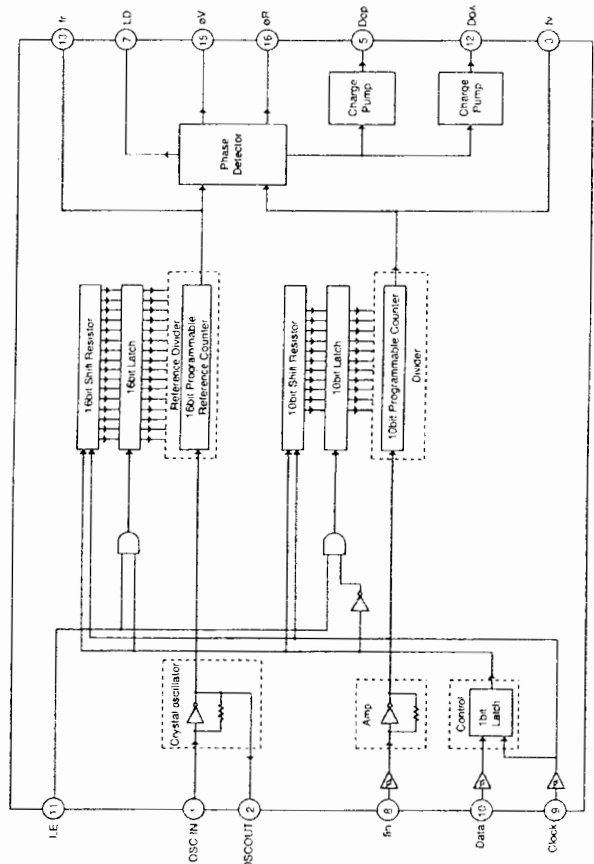 fr
13
LD
7
øV
15
øR
16
Dop
5
DOA
12
fv
3
Phase
Detector
Charge
Pump
Charge
Pump
16bit Shift Resistor
16bit Latch
Reference Divider
16bit Programmable
Reference Counter
10bit Shift Resistor
10bit Latch
10bit Programmable Counter
Divider
Crystal oscillator
Amp
Control
1bit
Latch
LE
11
OSC IN
1
OSCOUT
2
fin
8
Data
10
Clock
9